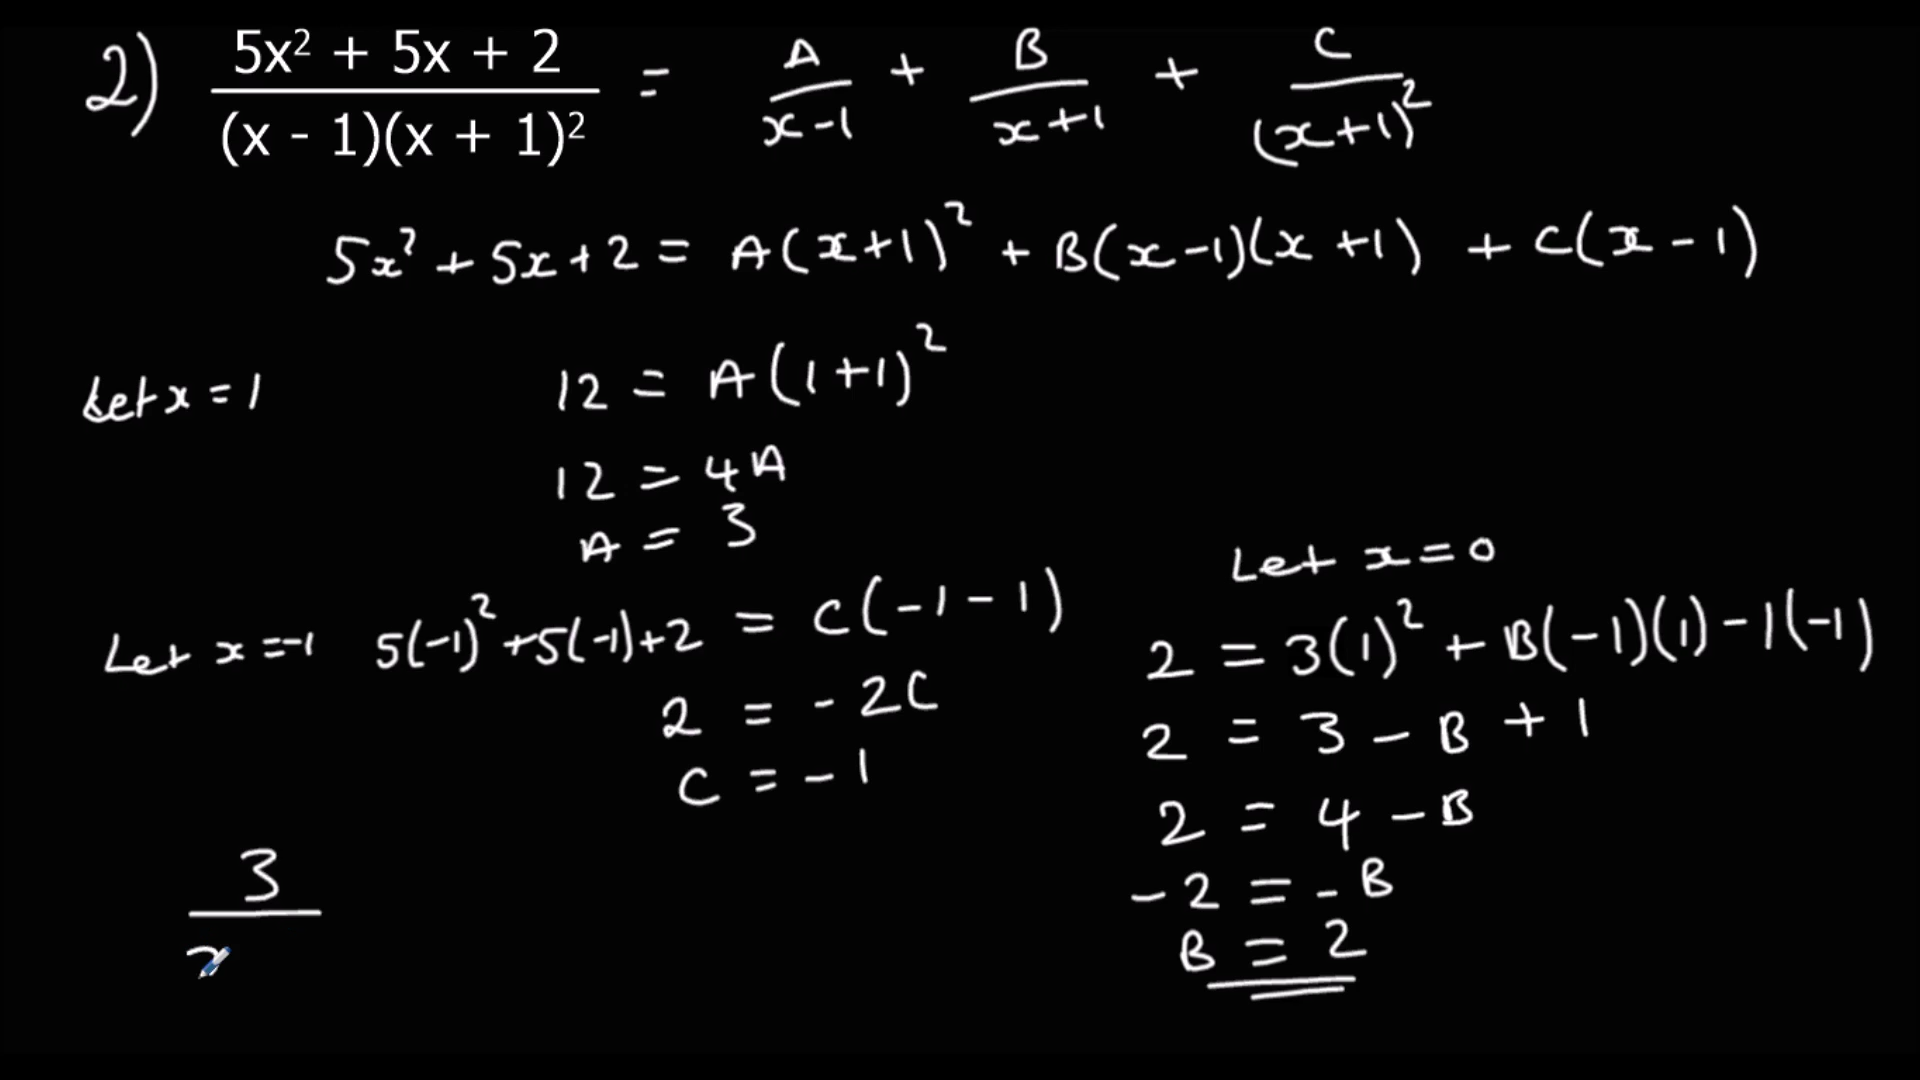 2) (5x² + 5x + 2)/((x - 1)(x + 1)²) = A/(x-1) + B/(x+1) + C/(x+1)²
5x² + 5x + 2 = A(x+1)² + B(x-1)(x+1) + C(x-1)
Let x = 1
12 = A(1+1)²
12 = 4A
A = 3
Let x = -1
5(-1)² + 5(-1) + 2 = C(-1-1)
2 = -2C
C = -1
Let x = 0
2 = 3(1)² + B(-1)(1) - 1(-1)
2 = 3 - B + 1
2 = 4 - B
-2 = -B
B = 2
3